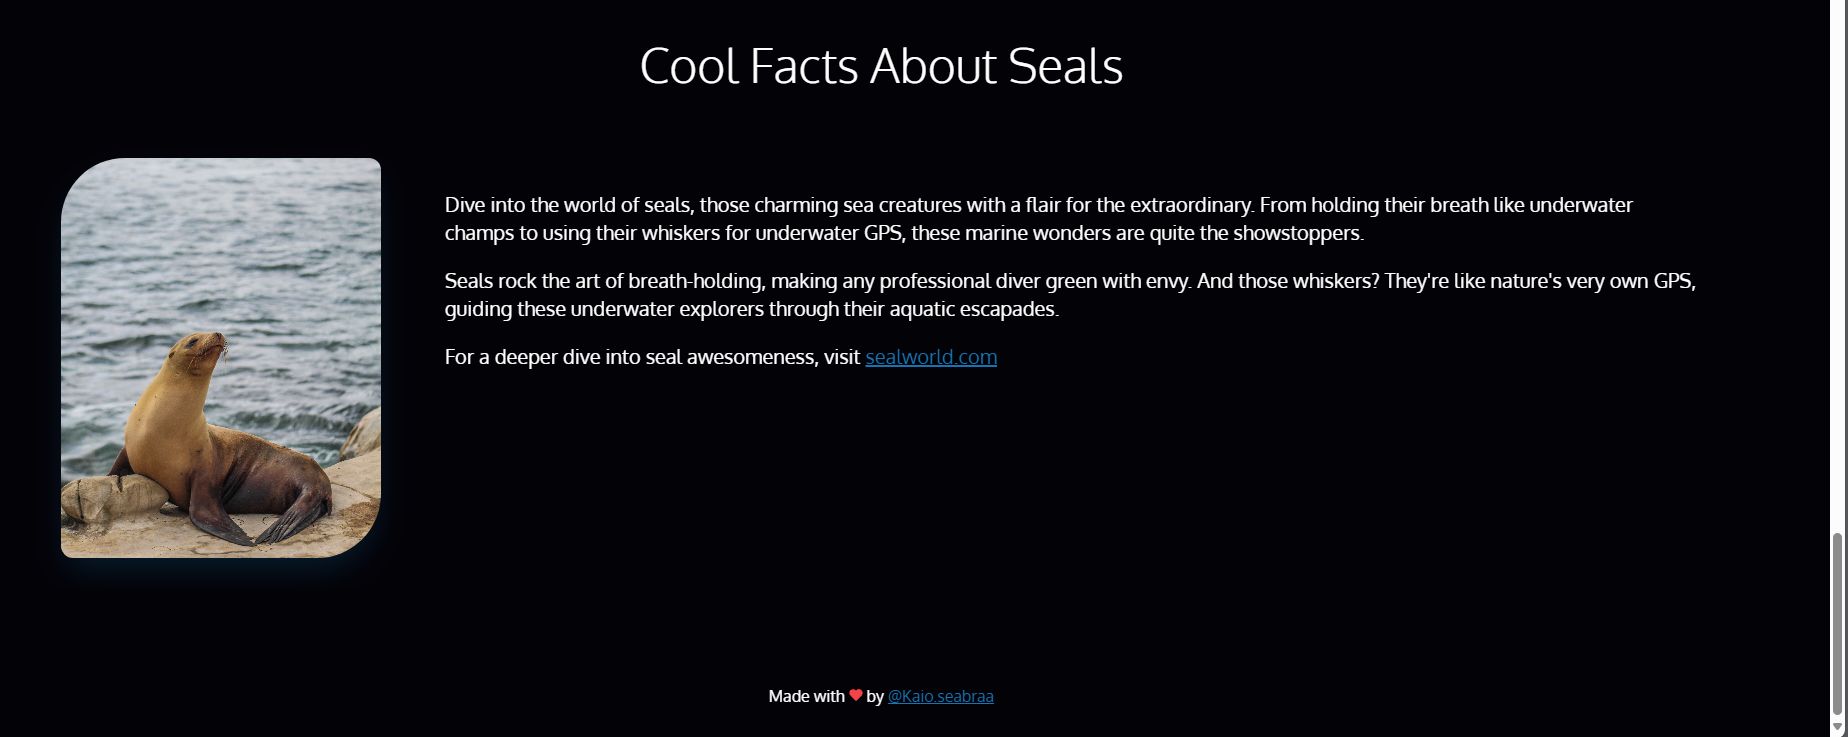 Cool Facts About Seals
Dive into the world of seals, those charming sea creatures with a flair for the extraordinary. From holding their breath like underwater
champs to using their whiskers for underwater GPS, these marine wonders are quite the showstoppers.
Seals rock the art of breath-holding, making any professional diver green with envy. And those whiskers? They're like nature's very own GPS,
guiding these underwater explorers through their aquatic escapades.
For a deeper dive into seal awesomeness, visit sealworld.com
Made with ❤ by @Kaio.seabraa